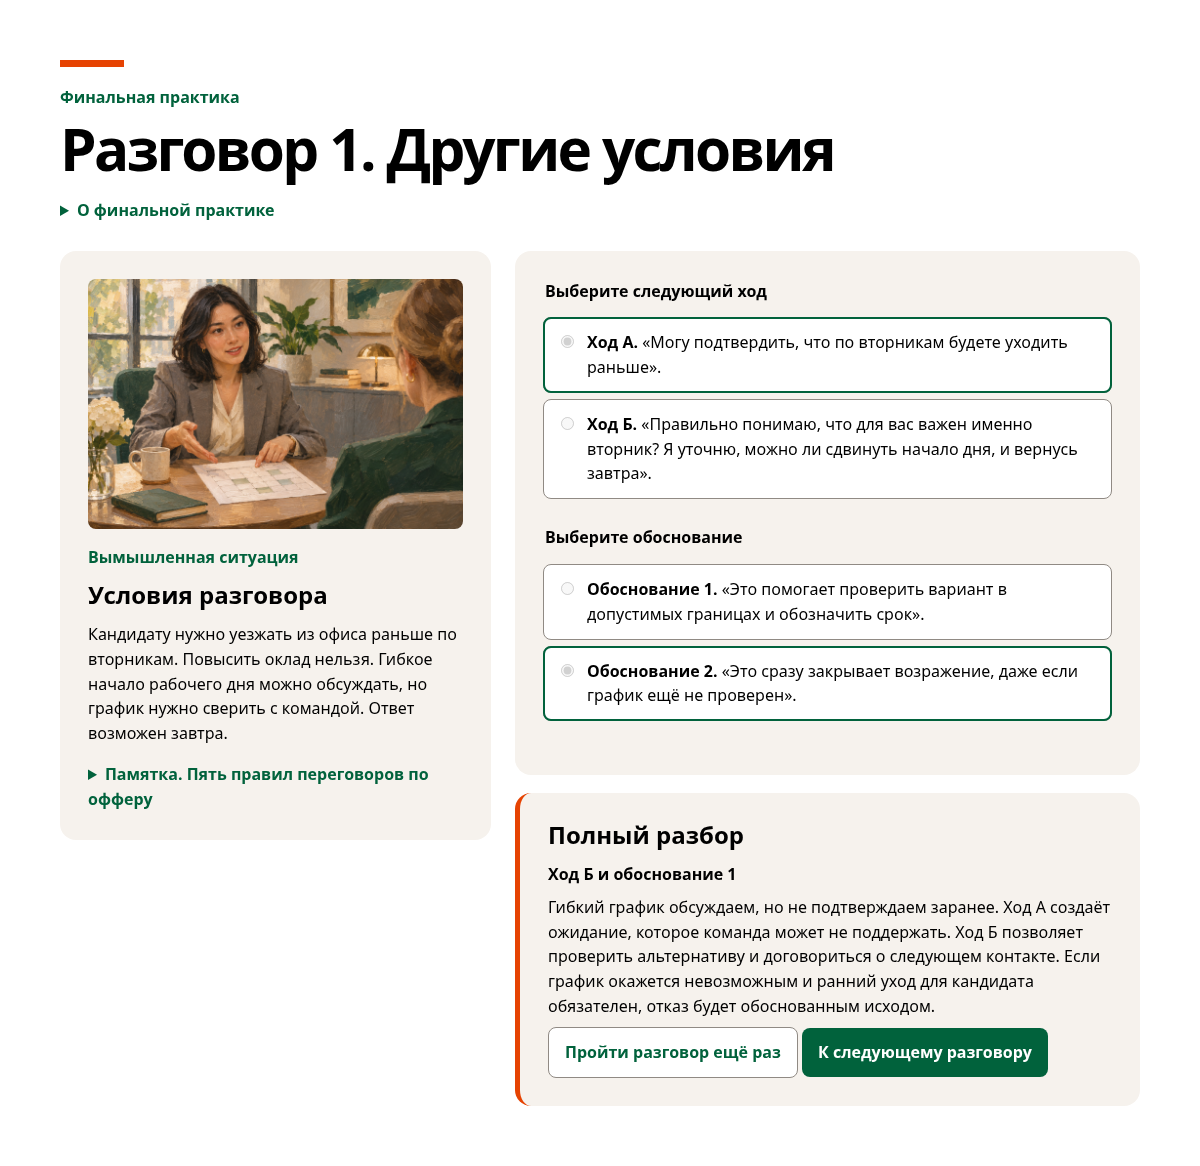 Финальная практика
Разговор 1. Другие условия
О финальной практике
Вымышленная ситуация
Условия разговора
Кандидату нужно уезжать из офиса раньше по
вторникам. Повысить оклад нельзя. Гибкое
начало рабочего дня можно обсуждать, но
график нужно сверить с командой. Ответ
возможен завтра.
Памятка. Пять правил переговоров по
офферу
Выберите следующий ход
Ход А. «Могу подтвердить, что по вторникам будете уходить
раньше».
Ход Б. «Правильно понимаю, что для вас важен именно
вторник? Я уточню, можно ли сдвинуть начало дня, и вернусь
завтра».
Выберите обоснование
Обоснование 1. «Это помогает проверить вариант в
допустимых границах и обозначить срок».
Обоснование 2. «Это сразу закрывает возражение, даже если
график ещё не проверен».
Полный разбор
Ход Б и обоснование 1
Гибкий график обсуждаем, но не подтверждаем заранее. Ход А создаёт
ожидание, которое команда может не поддержать. Ход Б позволяет
проверить альтернативу и договориться о следующем контакте. Если
график окажется невозможным и ранний уход для кандидата
обязателен, отказ будет обоснованным исходом.
Пройти разговор ещё раз
К следующему разговору